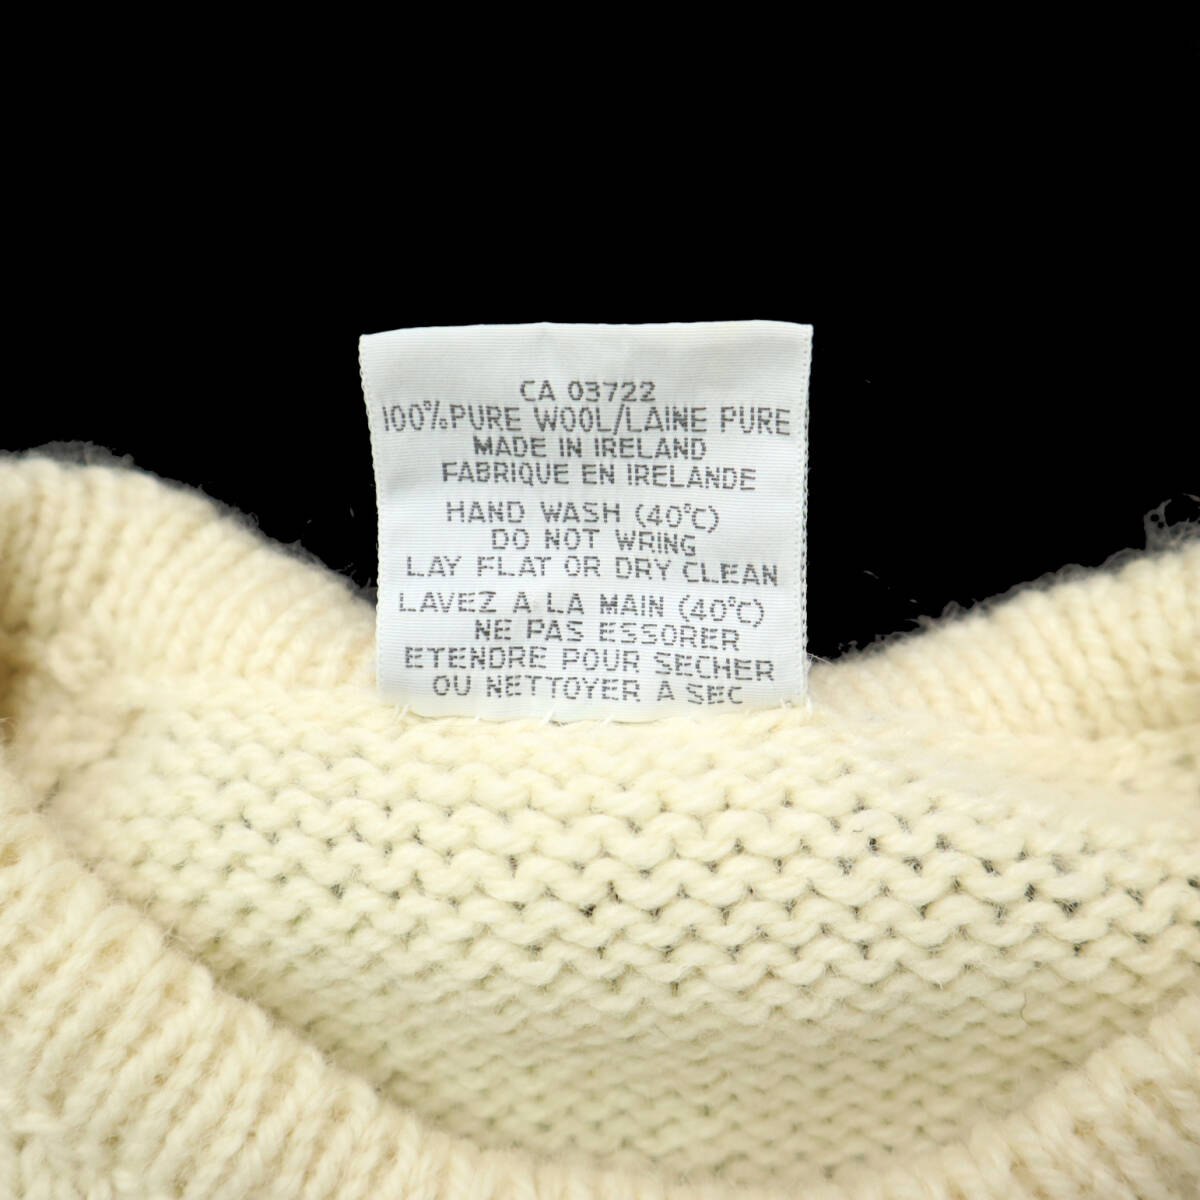 CA 03722
100% PURE WOOL/LAINE PURE
MADE IN IRELAND
FABRIQUE EN IRELANDE
HAND WASH (40°C)
DO NOT WRING
LAY FLAT OR DRY CLEAN
LAVEZ A LA MAIN (40°C)
NE PAS ESSORER
ETENDRE POUR SECHER
OU NETTOYER A SEC